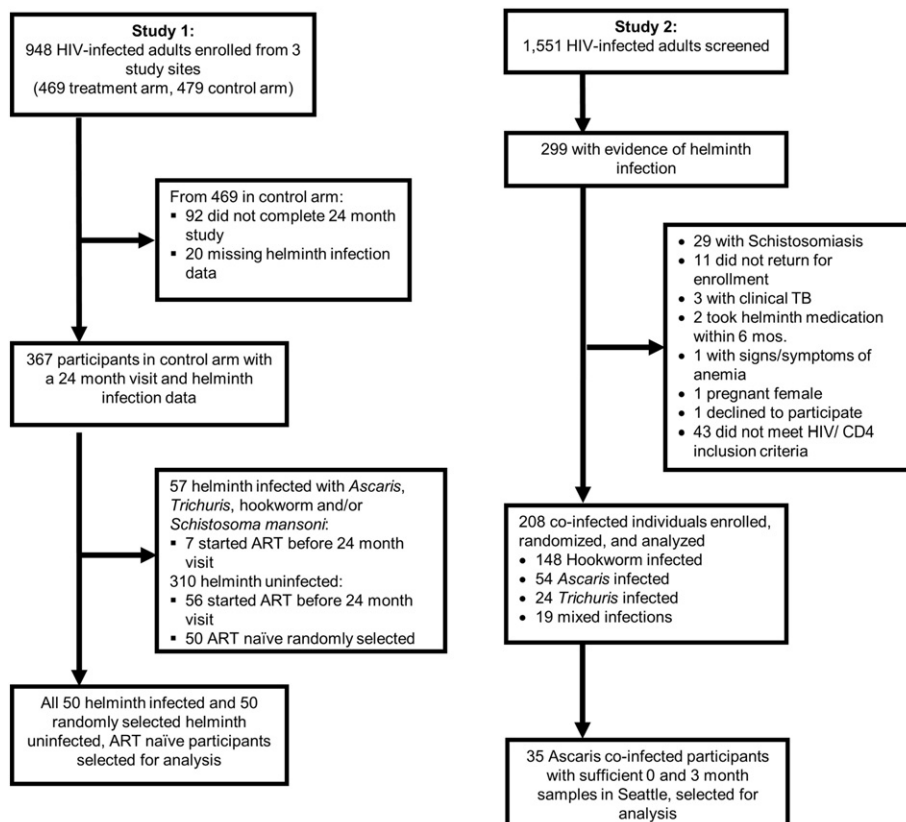 Study 1:
948 HIV-infected adults enrolled from 3
study sites
(469 treatment arm, 479 control arm)
From 469 in control arm:
▪ 92 did not complete 24 month
study
▪ 20 missing helminth infection
data
367 participants in control arm with
a 24 month visit and helminth
infection data
57 helminth infected with Ascaris,
Trichuris, hookworm and/or
Schistosoma mansoni:
▪ 7 started ART before 24 month
visit
310 helminth uninfected:
▪ 56 started ART before 24 month
visit
▪ 50 ART naïve randomly selected
All 50 helminth infected and 50
randomly selected helminth
uninfected, ART naïve participants
selected for analysis
Study 2:
1,551 HIV-infected adults screened
299 with evidence of helminth
infection
• 29 with Schistosomiasis
• 11 did not return for
enrollment
• 3 with clinical TB
• 2 took helminth medication
within 6 mos.
• 1 with signs/symptoms of
anemia
• 1 pregnant female
• 1 declined to participate
• 43 did not meet HIV/ CD4
inclusion criteria
208 co-infected individuals enrolled,
randomized, and analyzed
• 148 Hookworm infected
• 54 Ascaris infected
• 24 Trichuris infected
• 19 mixed infections
35 Ascaris co-infected participants
with sufficient 0 and 3 month
samples in Seattle, selected for
analysis